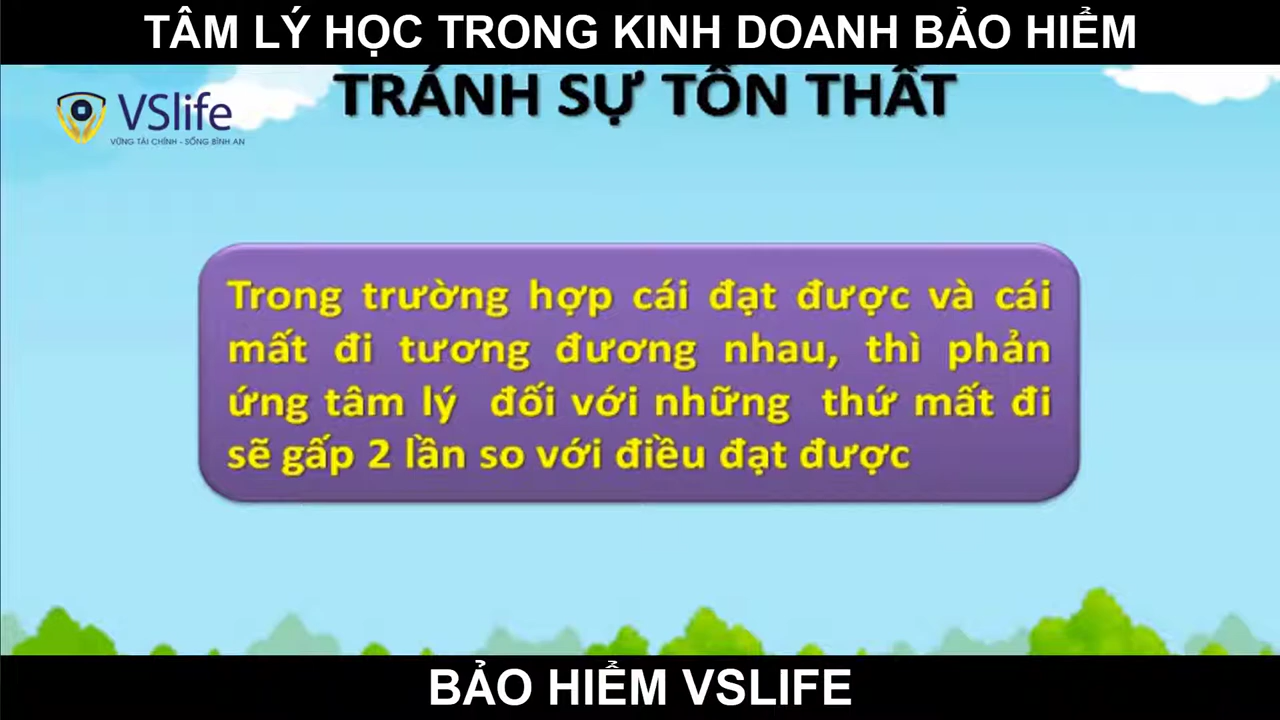 TÂM LÝ HỌC TRONG KINH DOANH BẢO HIỂM
TRÁNH SỰ TỔN THẤT
VSlife
VỮNG TÀI CHÍNH - SỐNG BÌNH AN
Trong trường hợp cái đạt được và cái
mất đi tương đương nhau, thì phản
ứng tâm lý đối với những thứ mất đi
sẽ gấp 2 lần so với điều đạt được
BẢO HIỂM VSLIFE